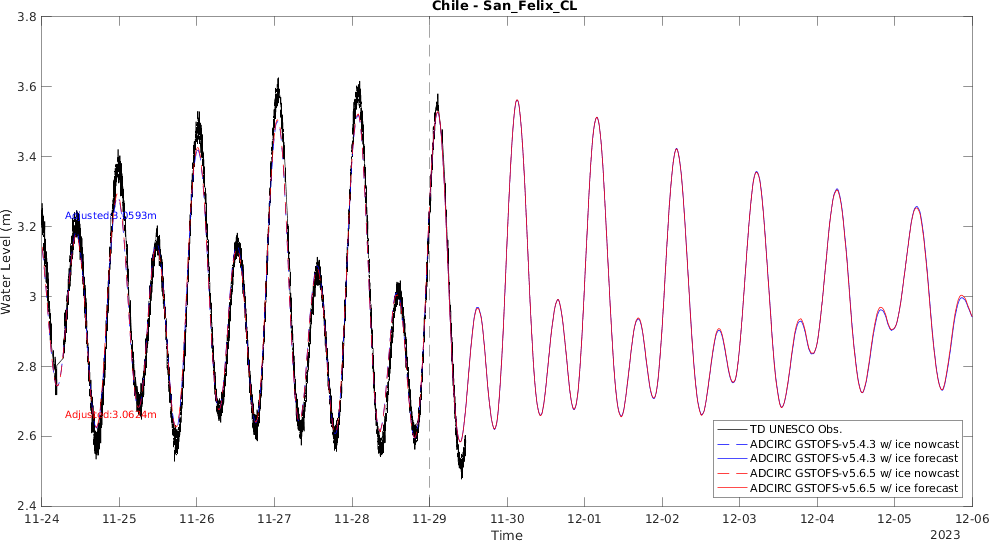 Chile - San_Felix_CL
3.8
3.6
3.4
3.2
3
2.8
2.6
2.4
Water Level (m)
Adjusted:3.0593m
Adjusted:3.0624m
TD UNESCO Obs.
ADCIRC GSTOFS-v5.4.3 w/ ice nowcast
ADCIRC GSTOFS-v5.4.3 w/ ice forecast
ADCIRC GSTOFS-v5.6.5 w/ ice nowcast
ADCIRC GSTOFS-v5.6.5 w/ ice forecast
11-24 11-25 11-26 11-27 11-28 11-29 11-30 12-01 12-02 12-03 12-04 12-05 12-06
Time
2023